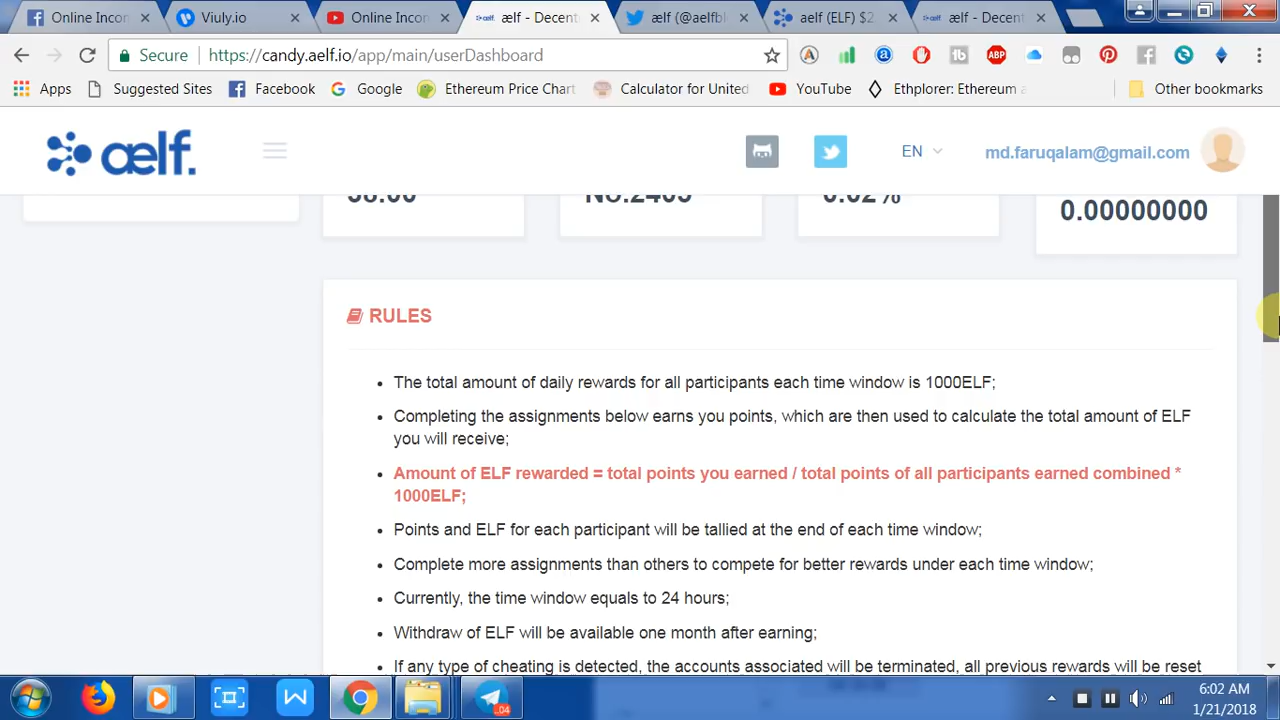 Online Incon
Viuly.io
Online Incon
ælf - Decent
ælf (@aelfbl
aelf (ELF) $2
ælf - Decent
Secure
https://candy.aelf.io/app/main/userDashboard
Apps
Suggested Sites
Facebook
Google
Ethereum Price Chart
Calculator for United
YouTube
Ethplorer: Ethereum a
Other bookmarks
ælf.
EN
md.faruqalam@gmail.com
0.02%
0.00000000
RULES
• The total amount of daily rewards for all participants each time window is 1000ELF;
• Completing the assignments below earns you points, which are then used to calculate the total amount of ELF
you will receive;
• Amount of ELF rewarded = total points you earned / total points of all participants earned combined *
1000ELF;
• Points and ELF for each participant will be tallied at the end of each time window;
• Complete more assignments than others to compete for better rewards under each time window;
• Currently, the time window equals to 24 hours;
• Withdraw of ELF will be available one month after earning;
• If any type of cheating is detected, the accounts associated will be terminated, all previous rewards will be reset
6:02 AM
1/21/2018